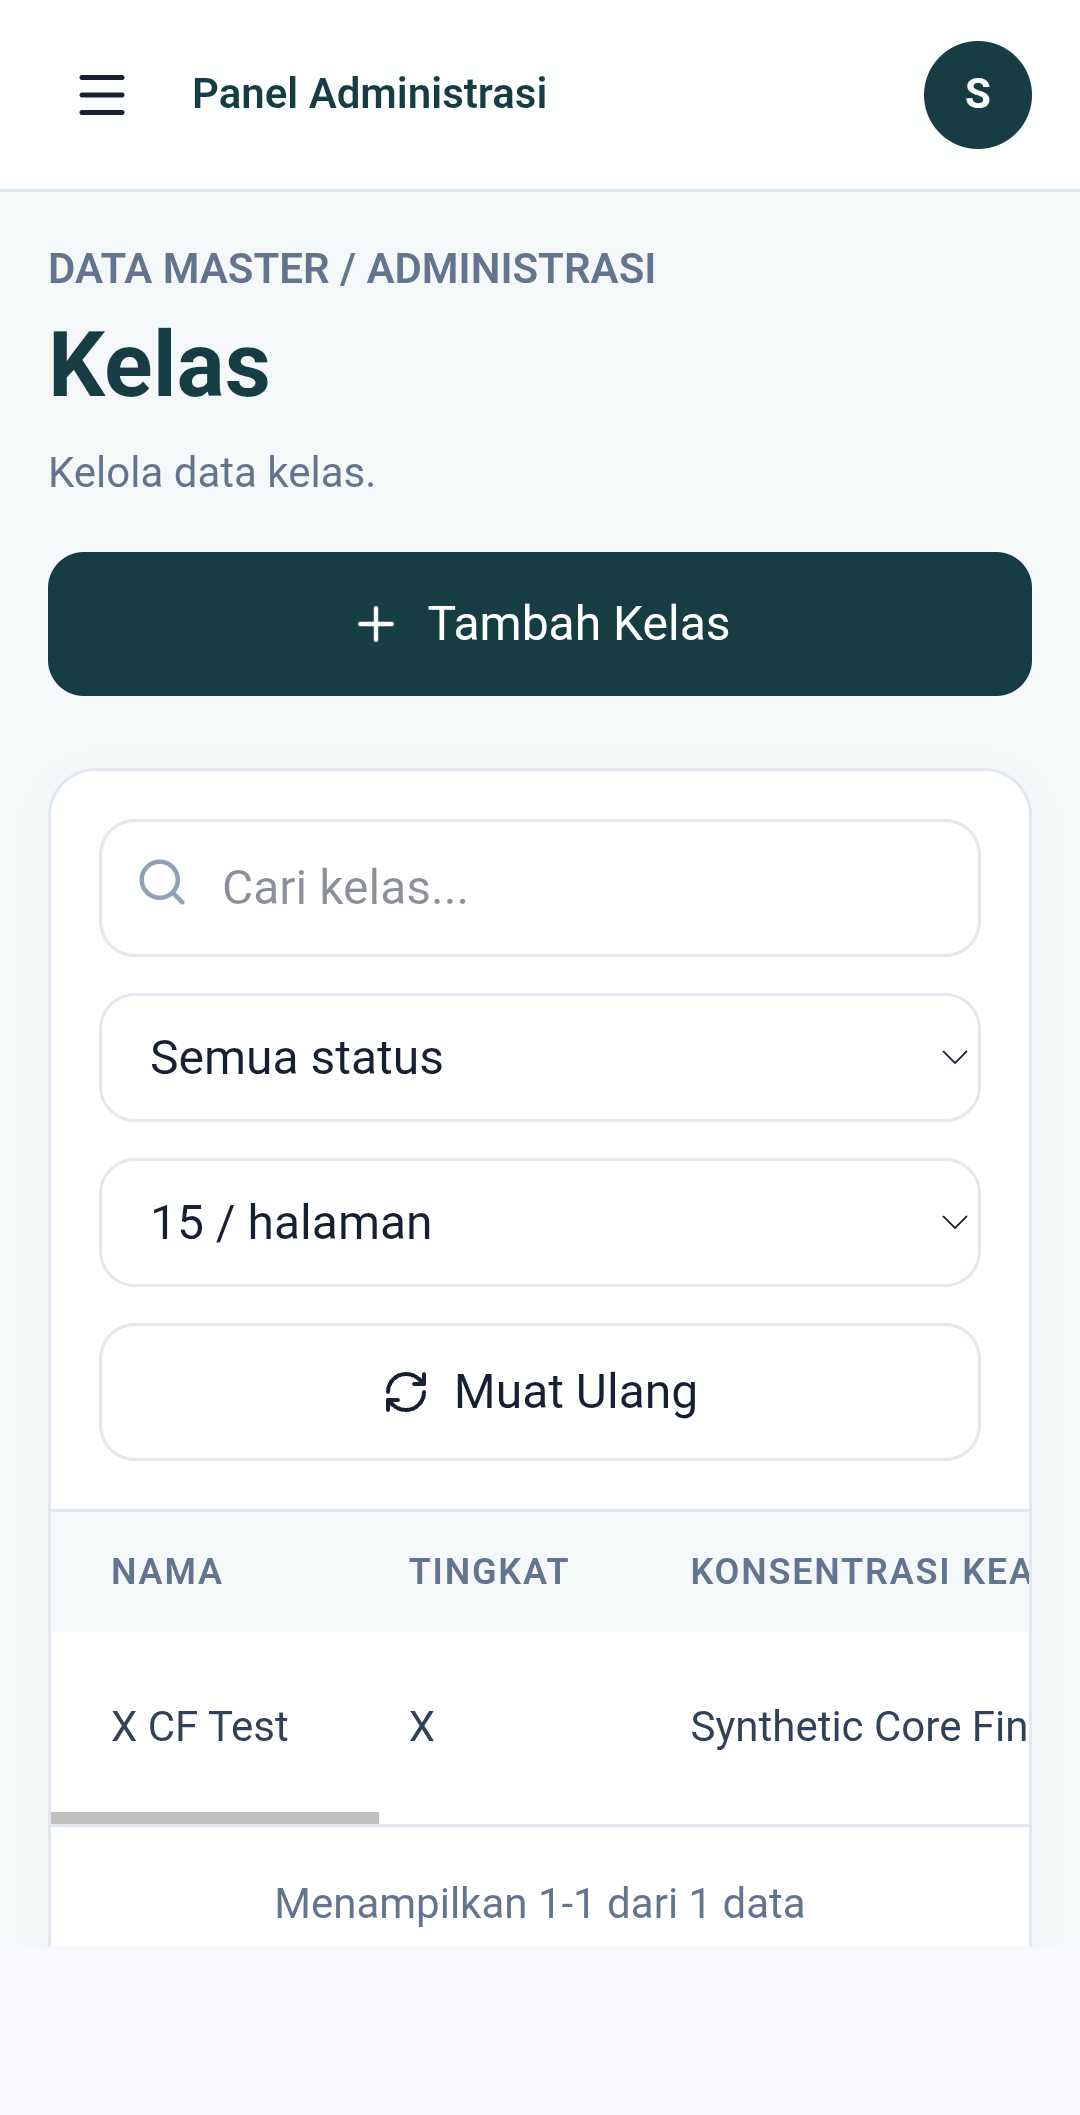 Panel Administrasi
S
DATA MASTER / ADMINISTRASI
Kelas
Kelola data kelas.
Tambah Kelas
Cari kelas...
Semua status
15 / halaman
Muat Ulang
NAMA TINGKAT KONSENTRASI KEA
X CF Test X Synthetic Core Fin
Menampilkan 1-1 dari 1 data